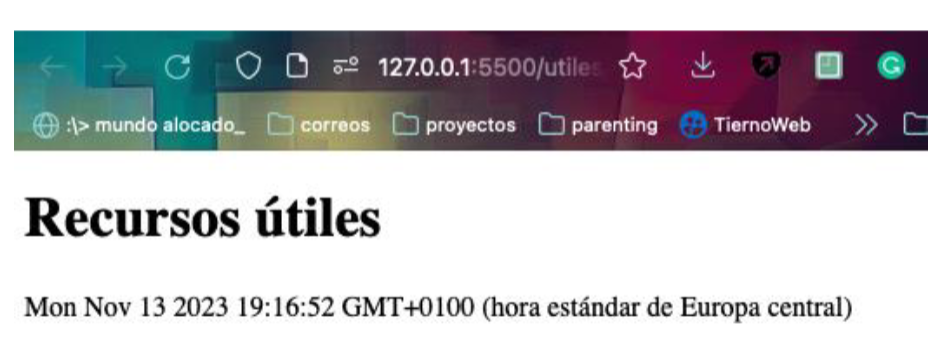 127.0.0.1:5500/utiles
:\> mundo alocado_ correos proyectos parenting TiernoWeb
Recursos útiles
Mon Nov 13 2023 19:16:52 GMT+0100 (hora estándar de Europa central)